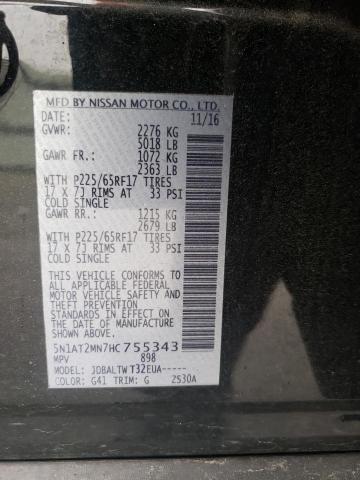 MFD BY NISSAN MOTOR CO., LTD.
DATE: 11/16
GVWR: 2276 KG
5018 LB
GAWR FR.: 1072 KG
2363 LB
WITH P225/65RF17 TIRES
17 X 7J RIMS AT 33 PSI
COLD SINGLE
GAWR RR.: 1215 KG
2679 LB
WITH P225/65RF17 TIRES
17 X 7J RIMS AT 33 PSI
COLD SINGLE
THIS VEHICLE CONFORMS TO
ALL APPLICABLE FEDERAL
MOTOR VEHICLE SAFETY,
BUMPER, AND THEFT
PREVENTION STANDARDS
IN EFFECT ON THE DATE OF
MANUFACTURE SHOWN ABOVE.
5N1AT2MN7HC755343
MPV 898
MODEL: JDBALTWT32EUA-----
COLOR: G41 TRIM: G 2530A